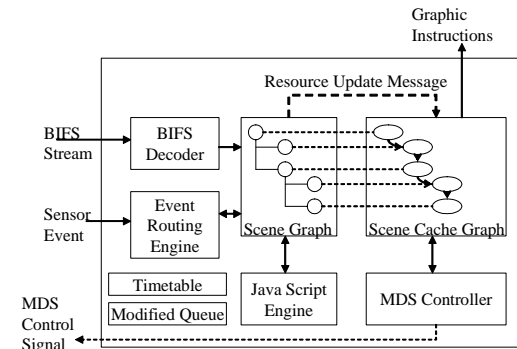 Graphic
Instructions
Resource Update Message
BIFS
Stream
BIFS
Decoder
Sensor
Event
Event
Routing
Engine
Scene Graph
Scene Cache Graph
Timetable
Modified Queue
Java Script
Engine
MDS Controller
MDS
Control
Signal